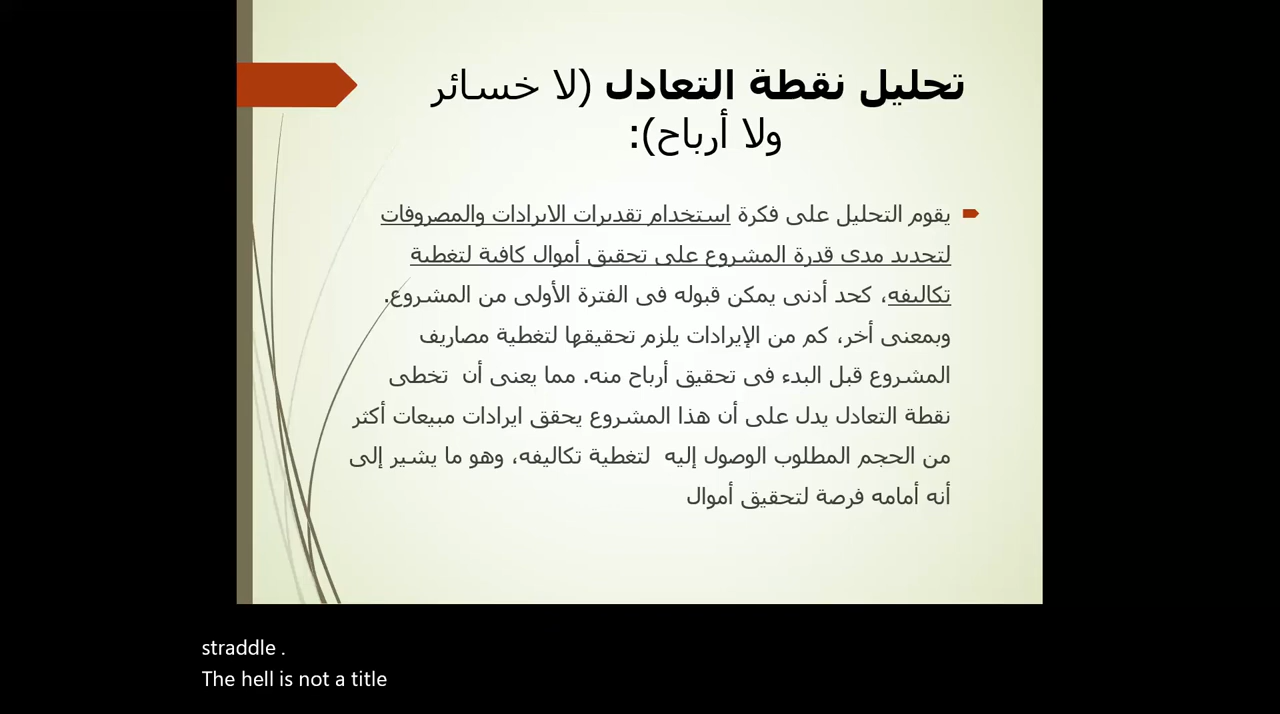 تحليل نقطة التعادل (لا خسائر
ولا أرباح):
يقوم التحليل على فكرة استخدام تقديرات الايرادات والمصروفات
لتحديد مدى قدرة المشروع على تحقيق أموال كافية لتغطية
تكاليفه، كحد أدنى يمكن قبوله فى الفترة الأولى من المشروع.
وبمعنى أخر، كم من الإيرادات يلزم تحقيقها لتغطية مصاريف
المشروع قبل البدء فى تحقيق أرباح منه. مما يعنى أن تخطى
نقطة التعادل يدل على أن هذا المشروع يحقق ايرادات مبيعات أكثر
من الحجم المطلوب الوصول إليه لتغطية تكاليفه، وهو ما يشير إلى
أنه أمامه فرصة لتحقيق أموال
straddle .
The hell is not a title